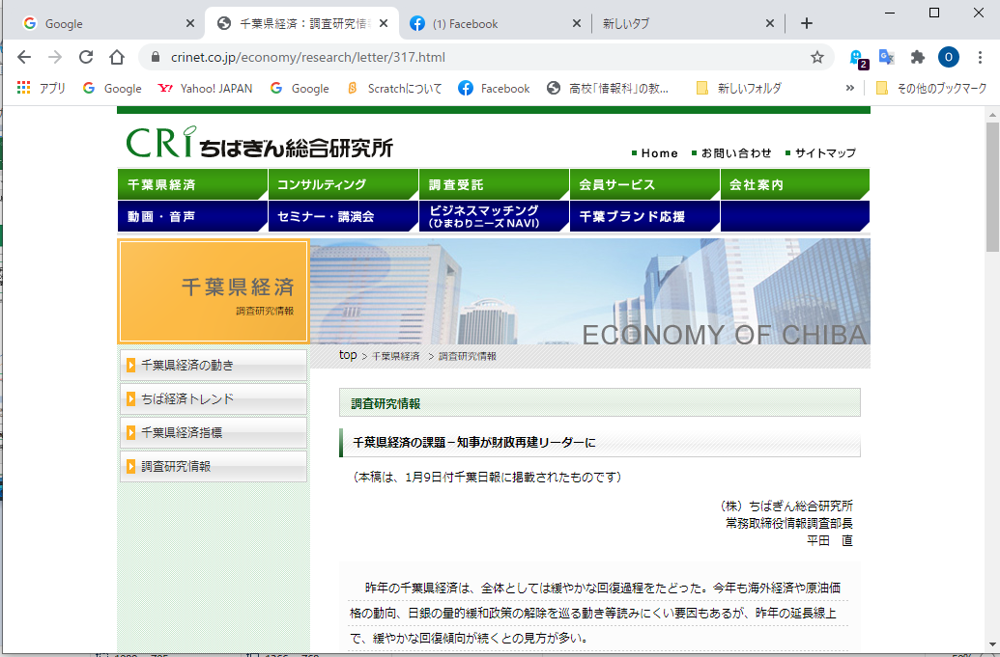 Google
千葉県経済：調査研究情
(1) Facebook
新しいタブ
crinet.co.jp/economy/research/letter/317.html
2
O
アプリ
Google
Yahoo! JAPAN
Google
Scratchについて
Facebook
高校「情報科」の教...
新しいフォルダ
»
その他のブックマーク
CRi ちばぎん総合研究所
Home
お問い合わせ
サイトマップ
千葉県経済
コンサルティング
調査受託
会員サービス
会社案内
動画・音声
セミナー・講演会
ビジネスマッチング
（ひまわりニーズNAVI）
千葉ブランド応援
千葉県経済
調査研究情報
ECONOMY OF CHIBA
top > 千葉県経済 > 調査研究情報
千葉県経済の動き
ちば経済トレンド
千葉県経済指標
調査研究情報
調査研究情報
千葉県経済の課題－知事が財政再建リーダーに
（本稿は、1月9日付千葉日報に掲載されたものです）
（株）ちばぎん総合研究所
常務取締役情報調査部長
平田　直
昨年の千葉県経済は、全体としては緩やかな回復過程をたどった。今年も海外経済や原油価
格の動向、日銀の量的緩和政策の解除を巡る動き等読みにくい要因もあるが、昨年の延長線上
で、緩やかな回復傾向が続くとの見方が多い。